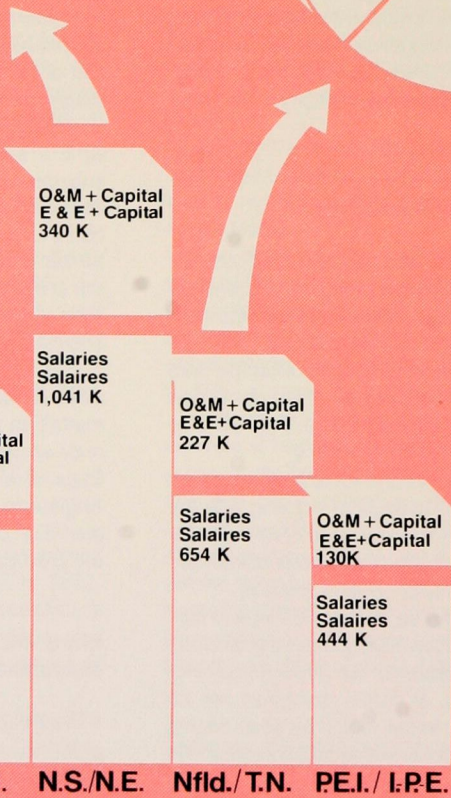 O&M + Capital
E & E + Capital
340 K
Salaries
Salaires
1,041 K
O&M + Capital
E&E+Capital
227 K
Salaries
Salaires
654 K
O&M + Capital
E&E+Capital
130K
Salaries
Salaires
444 K
N.S./N.E.
Nfld./T.N.
P.E.I./I.-P.-E.